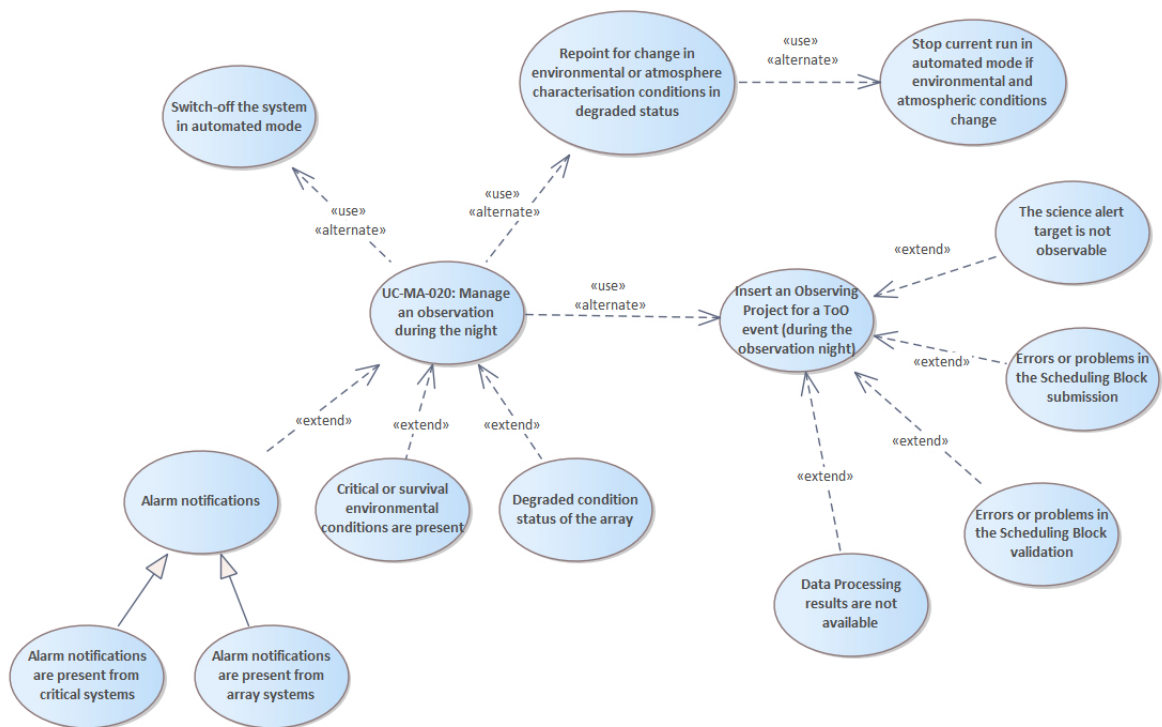 Repoint for change in
environmental or atmosphere
characterisation conditions in
degraded status
«use»
«alternate»
Stop current run in
automated mode if
environmental and
atmospheric conditions
change
Switch-off the system
in automated mode
«use»
«alternate»
«use»
«alternate»
The science alert
target is not
observable
«extend»
UC-MA-020: Manage
an observation
during the night
«use»
«alternate»
Insert an Observing
Project for a ToO
event (during the
observation night)
«extend»
Errors or problems in
the Scheduling Block
submission
«extend»
«extend»
«extend»
«extend»
«extend»
Alarm notifications
Critical or survival
environmental
conditions are present
Degraded condition
status of the array
Errors or problems in
the Scheduling Block
validation
Data Processing
results are not
available
Alarm notifications
are present from
critical systems
Alarm notifications
are present from
array systems